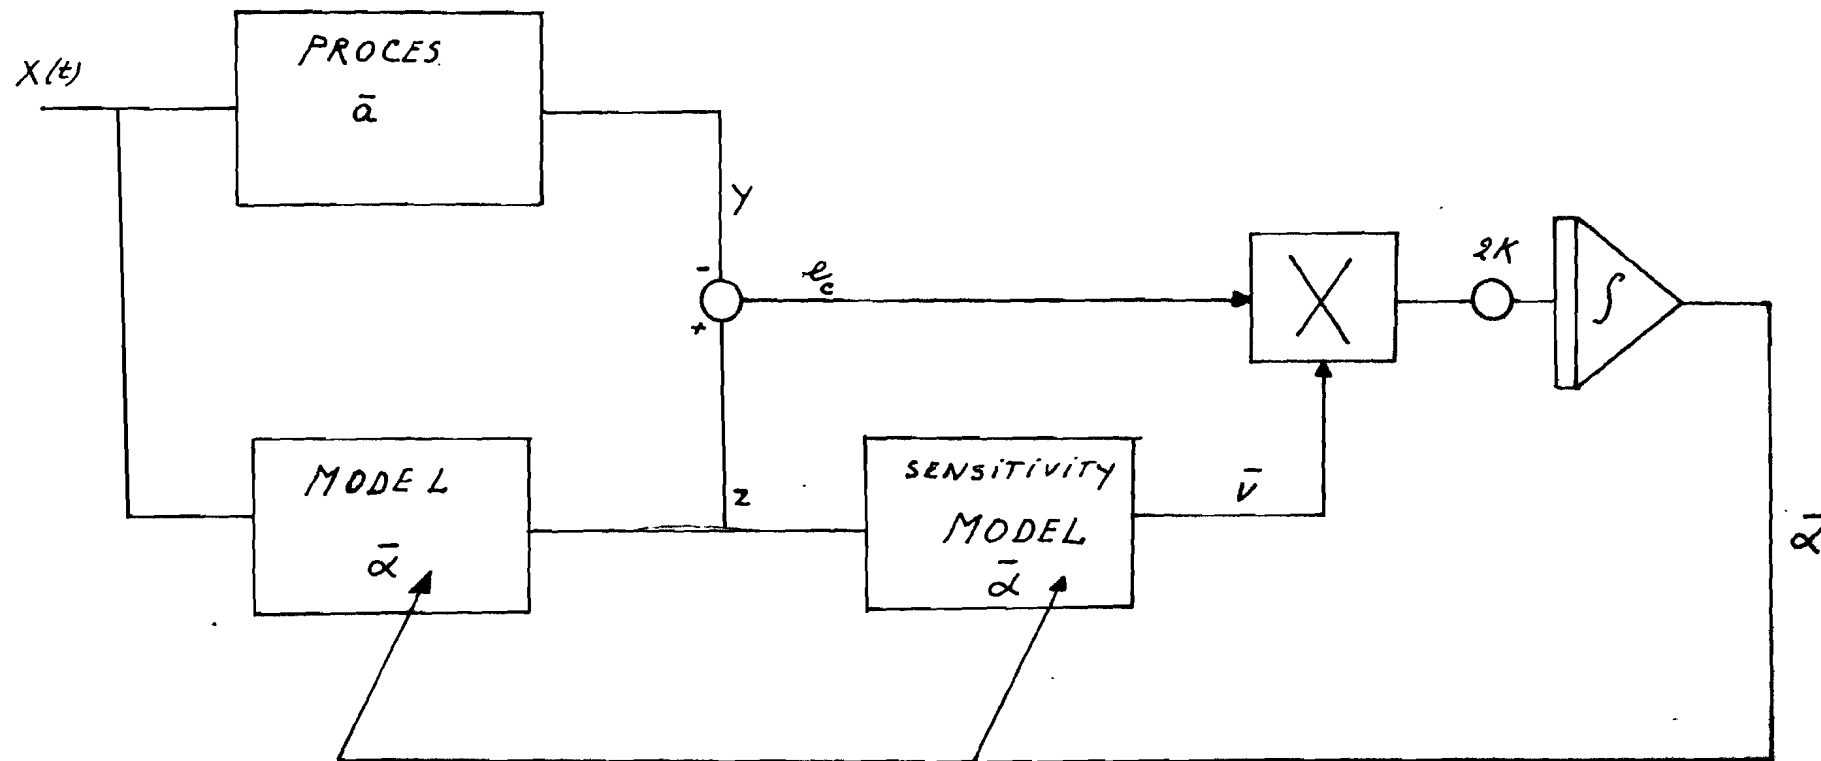 X(t)
PROCES
ā
y
-
+
e_c
2K
X
∫
MODEL
ᾱ
z
SENSITIVITY
MODEL
ᾱ
v̄
ᾱ